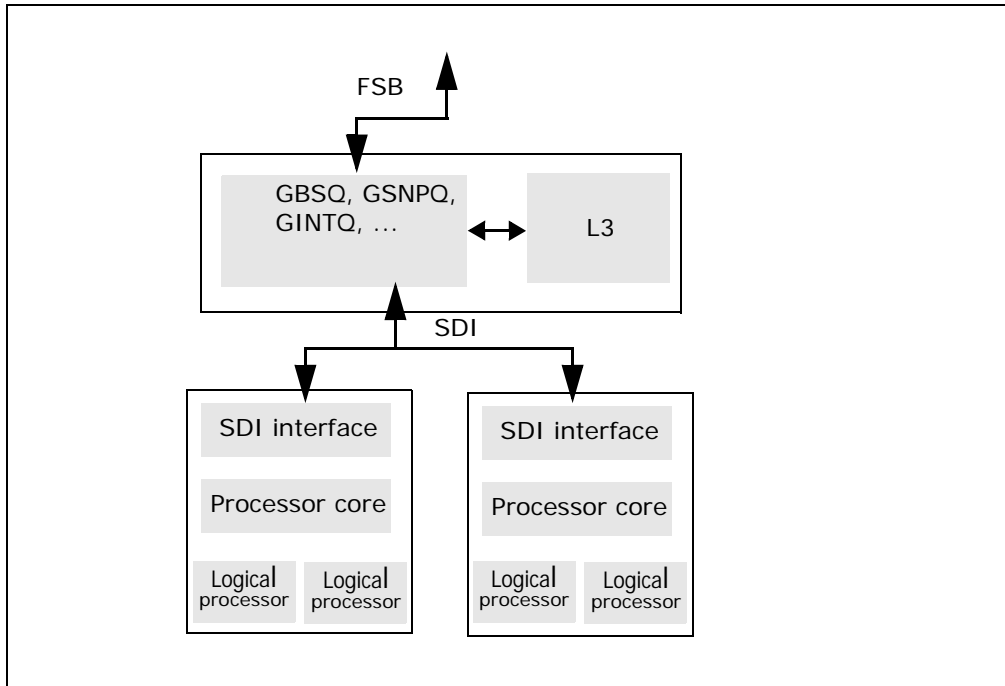 FSB
GBSQ, GSNPQ,
GINTQ, ...
L3
SDI
SDI interface
Processor core
Logical
processor
Logical
processor
SDI interface
Processor core
Logical
processor
Logical
processor